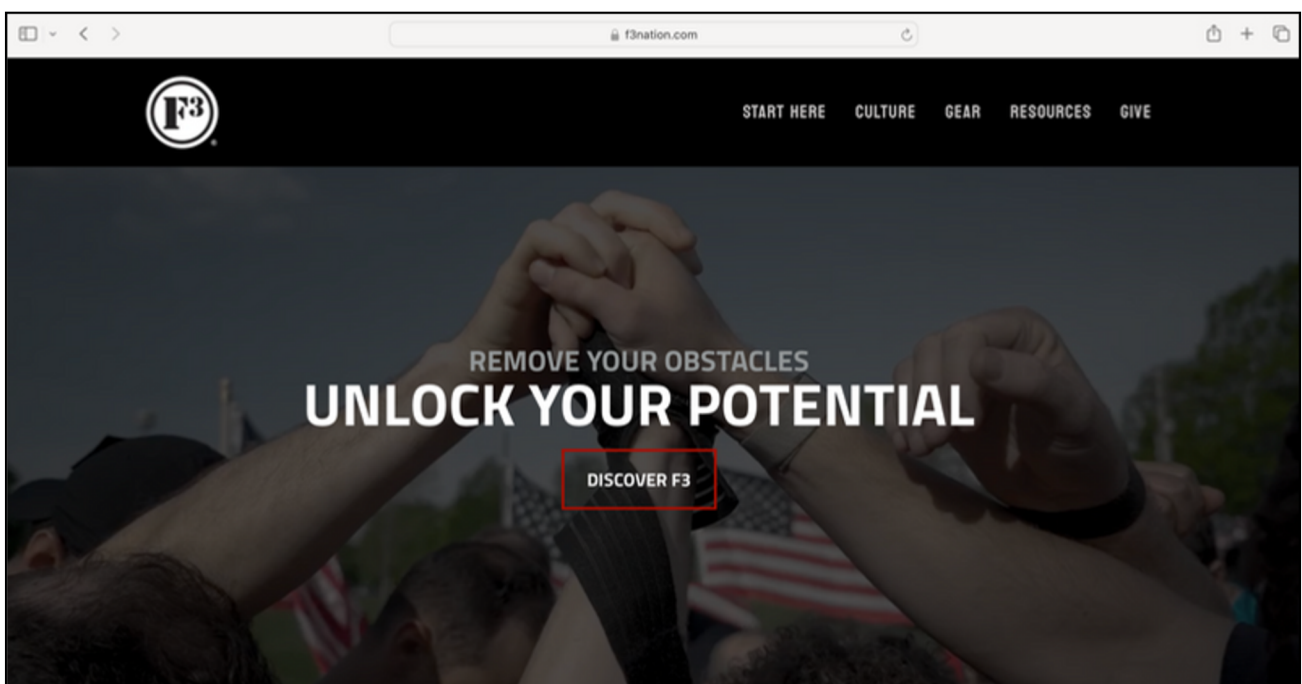 f3nation.com
F3
START HERE CULTURE GEAR RESOURCES GIVE
REMOVE YOUR OBSTACLES
UNLOCK YOUR POTENTIAL
DISCOVER F3